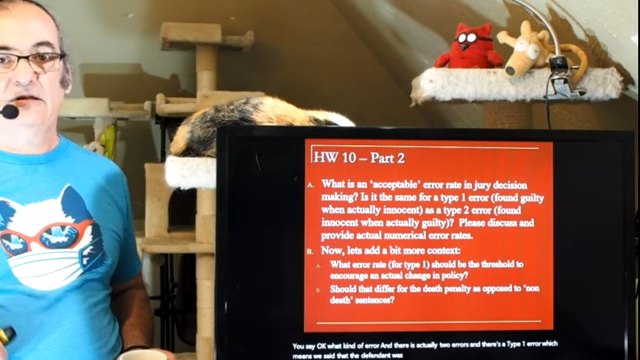 HW 10 – Part 2
A. What is an ‘acceptable’ error rate in jury decision
making? Is it the same for a type 1 error (found guilty
when actually innocent) as a type 2 error (found
innocent when actually guilty)? Please discuss and
provide actual numerical error rates.
B. Now, lets add a bit more context:
A. What error rate (for type 1) should be the threshold to
encourage an actual change in policy?
B. Should that differ for the death penalty as opposed to ‘non
death’ sentences?
You say OK what kind of error And there is actually two errors and there's a Type 1 error which
means we said that the defendant was